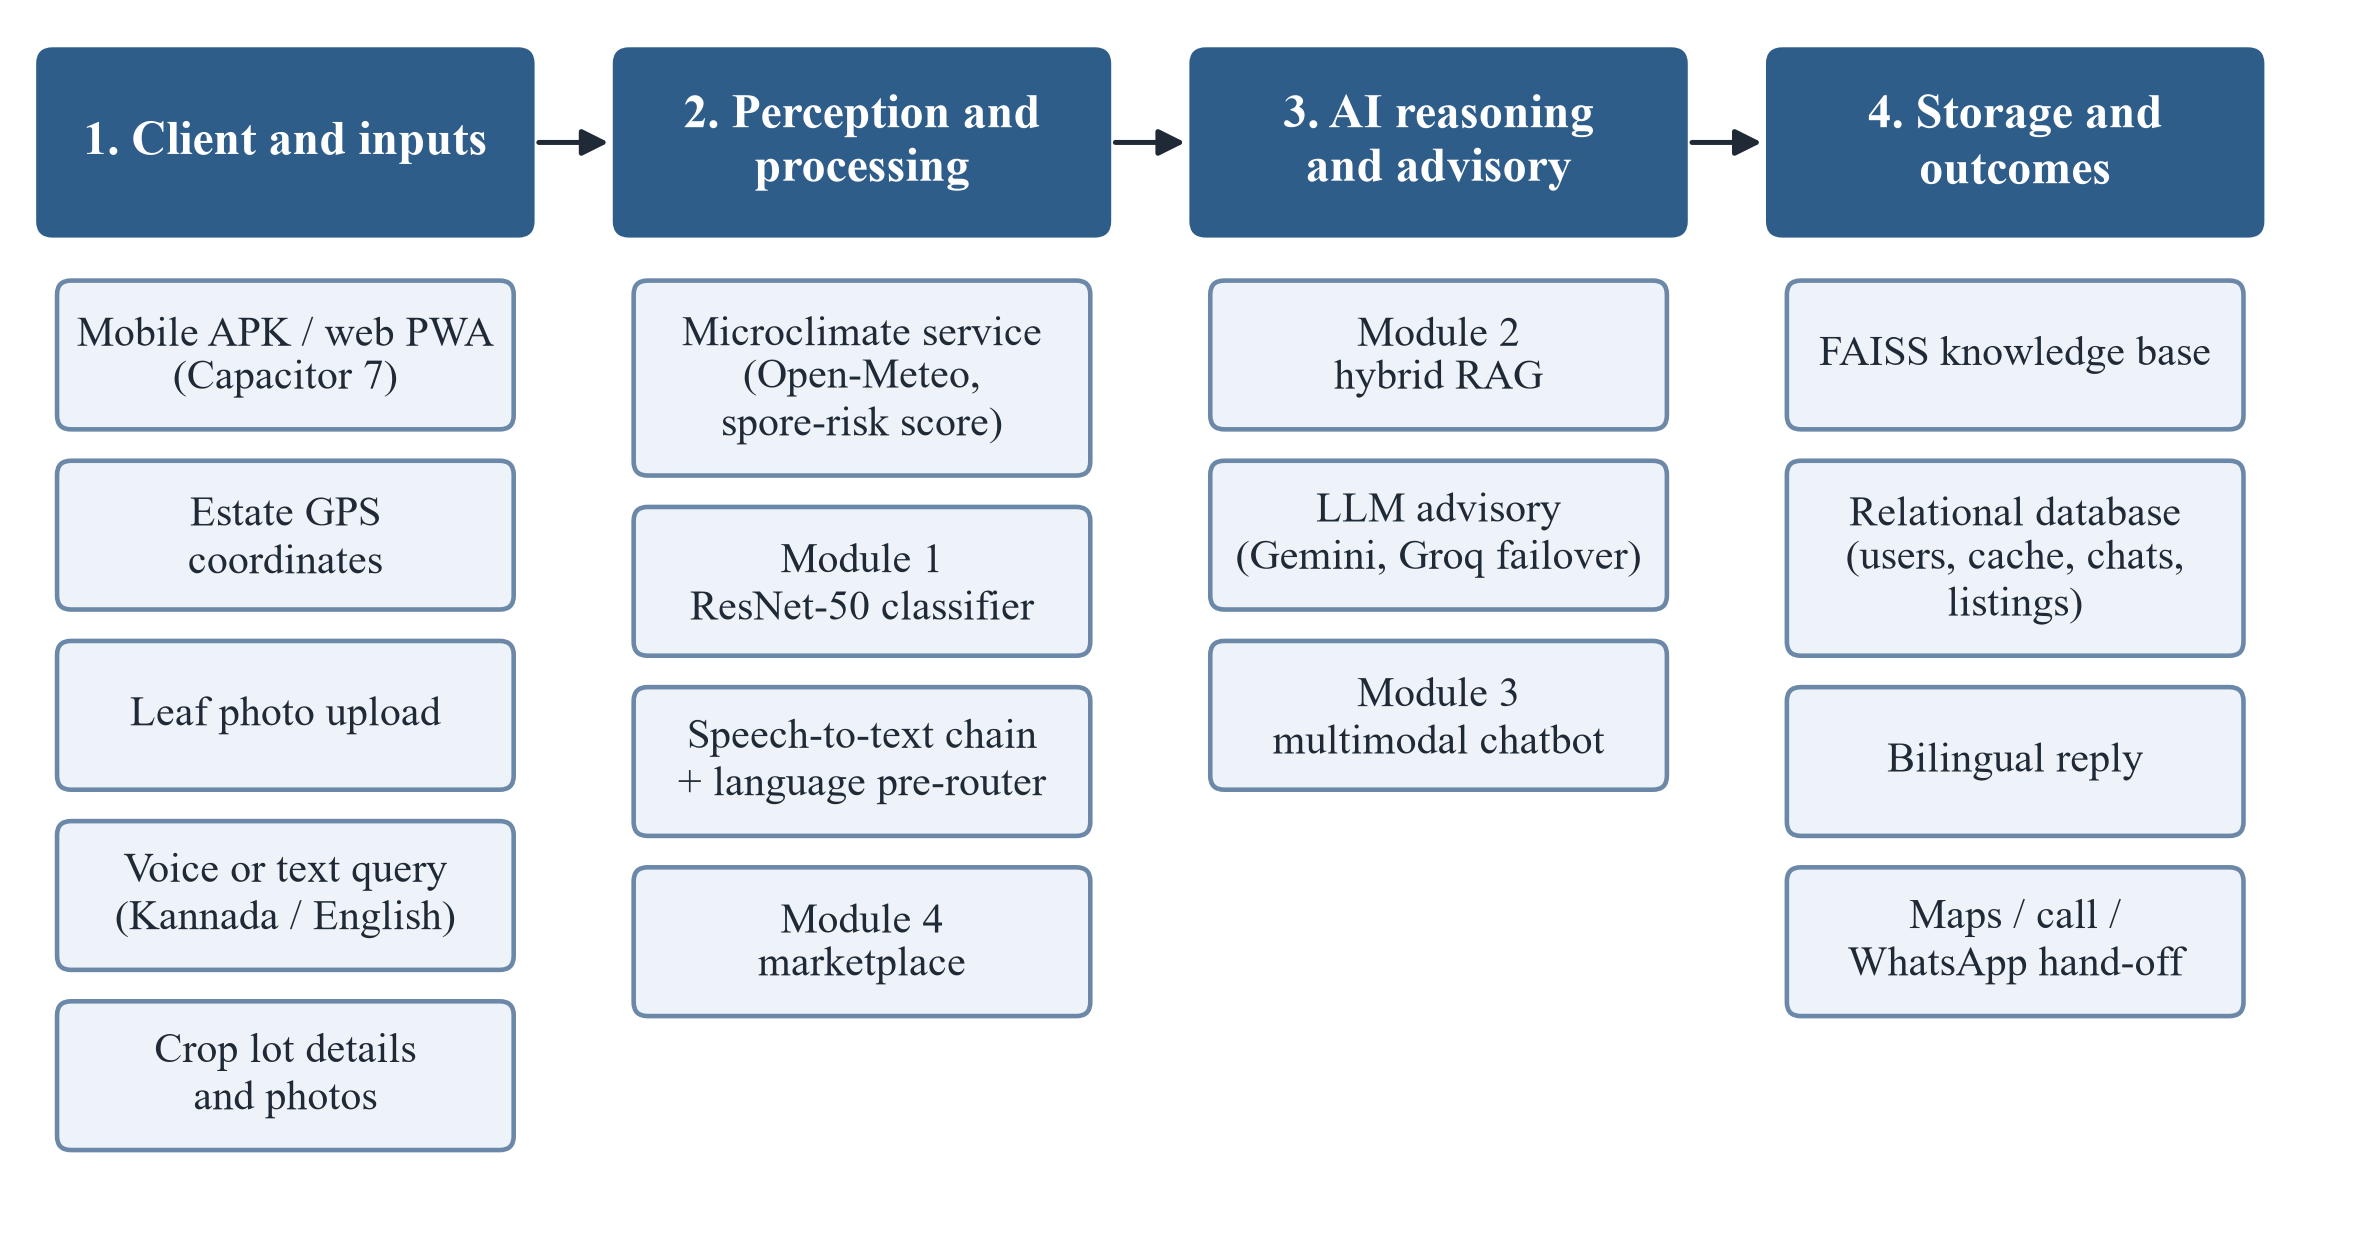 1. Client and inputs
Mobile APK / web PWA
(Capacitor 7)
Estate GPS
coordinates
Leaf photo upload
Voice or text query
(Kannada / English)
Crop lot details
and photos
2. Perception and
processing
Microclimate service
(Open-Meteo,
spore-risk score)
Module 1
ResNet-50 classifier
Speech-to-text chain
+ language pre-router
Module 4
marketplace
3. AI reasoning
and advisory
Module 2
hybrid RAG
LLM advisory
(Gemini, Groq failover)
Module 3
multimodal chatbot
4. Storage and
outcomes
FAISS knowledge base
Relational database
(users, cache, chats,
listings)
Bilingual reply
Maps / call /
WhatsApp hand-off